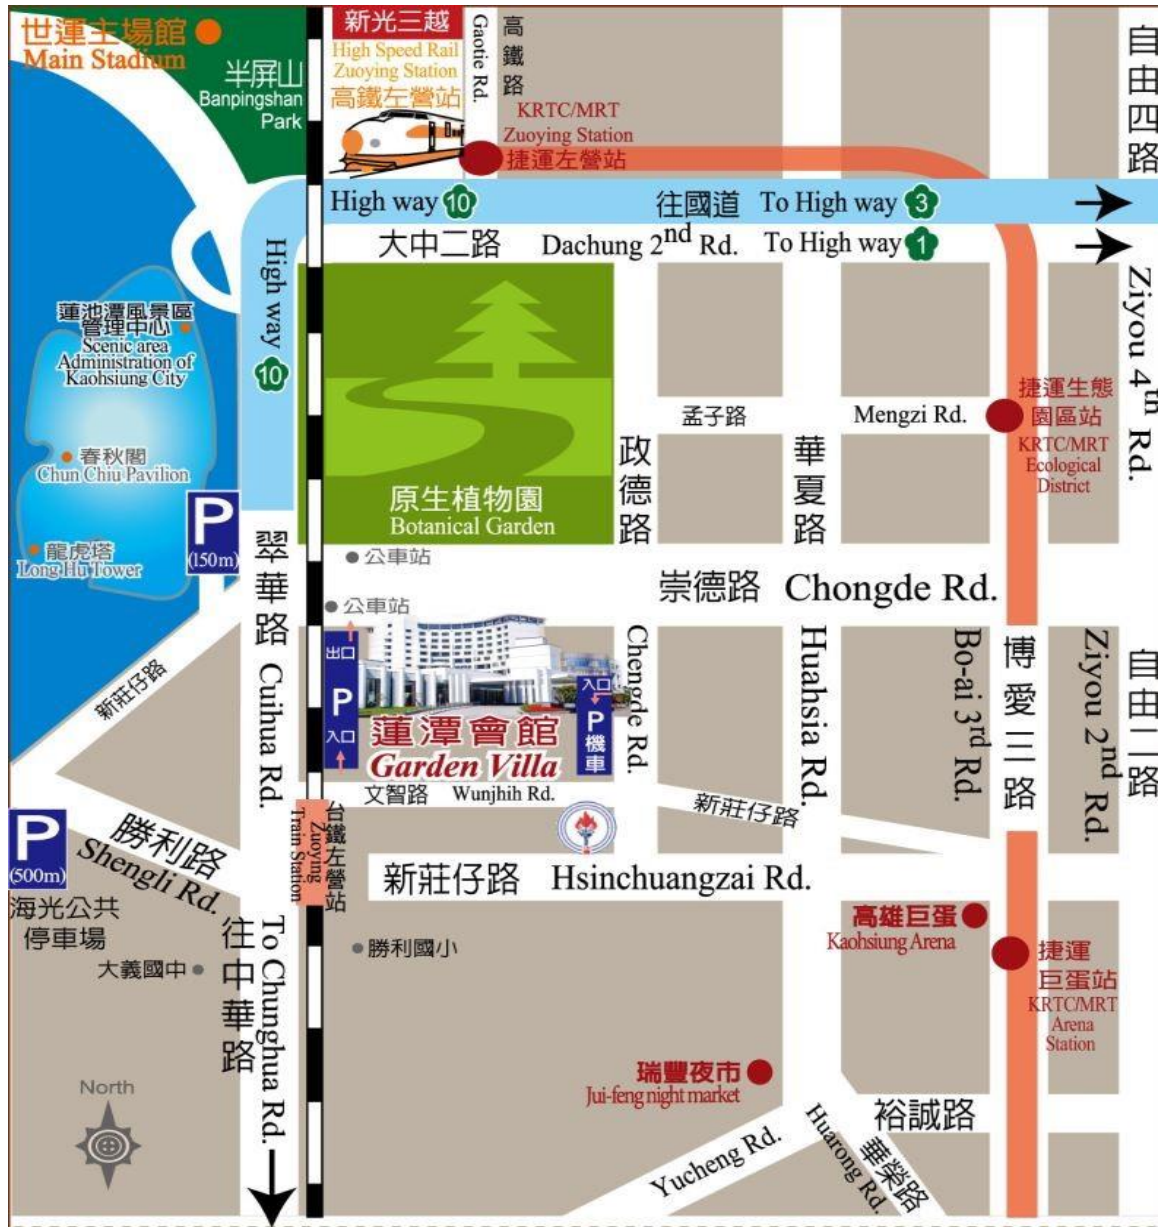 世運主場館
Main Stadium
半屏山
Banpingshan
Park
新光三越
High Speed Rail
Zuoying Station
高鐵左營站
Gaotie Rd.
高鐵路
KRTC/MRT
Zuoying Station
捷運左營站
自由四路
High way 10
往國道 To High way 3
大中二路 Dachung 2nd Rd. To High way 1
High way
10
Ziyou 4th Rd.
蓮池潭風景區
管理中心
Scenic area
Administration of
Kaohsiung City
春秋閣
Chun Chiu Pavilion
龍虎塔
Long Hu Tower
P
(150m)
原生植物園
Botanical Garden
政德路
孟子路 Mengzi Rd.
華夏路
捷運生態
園區站
KRTC/MRT
Ecological
District
公車站
公車站
崇德路 Chongde Rd.
翠華路 Cuihua Rd.
新莊仔路
出口
P
入口
入口
P
機車
蓮潭會館
Garden Villa
Chengde Rd.
Huahsia Rd.
Bo-ai 3rd Rd.
博愛三路
Ziyou 2nd Rd.
自由二路
文智路 Wunjhih Rd.
新莊仔路
P
(500m)
海光公共
停車場
勝利路
Shengli Rd.
台鐵左營站
Zuoying
Train Station
新莊仔路 Hsinchuangzai Rd.
高雄巨蛋
Kaohsiung Arena
捷運
巨蛋站
KRTC/MRT
Arena
Station
大義國中
勝利國小
往中華路
To Chunghua Rd.
瑞豐夜市
Jui-feng night market
裕誠路
Yucheng Rd.
Huarong Rd.
華榮路
North